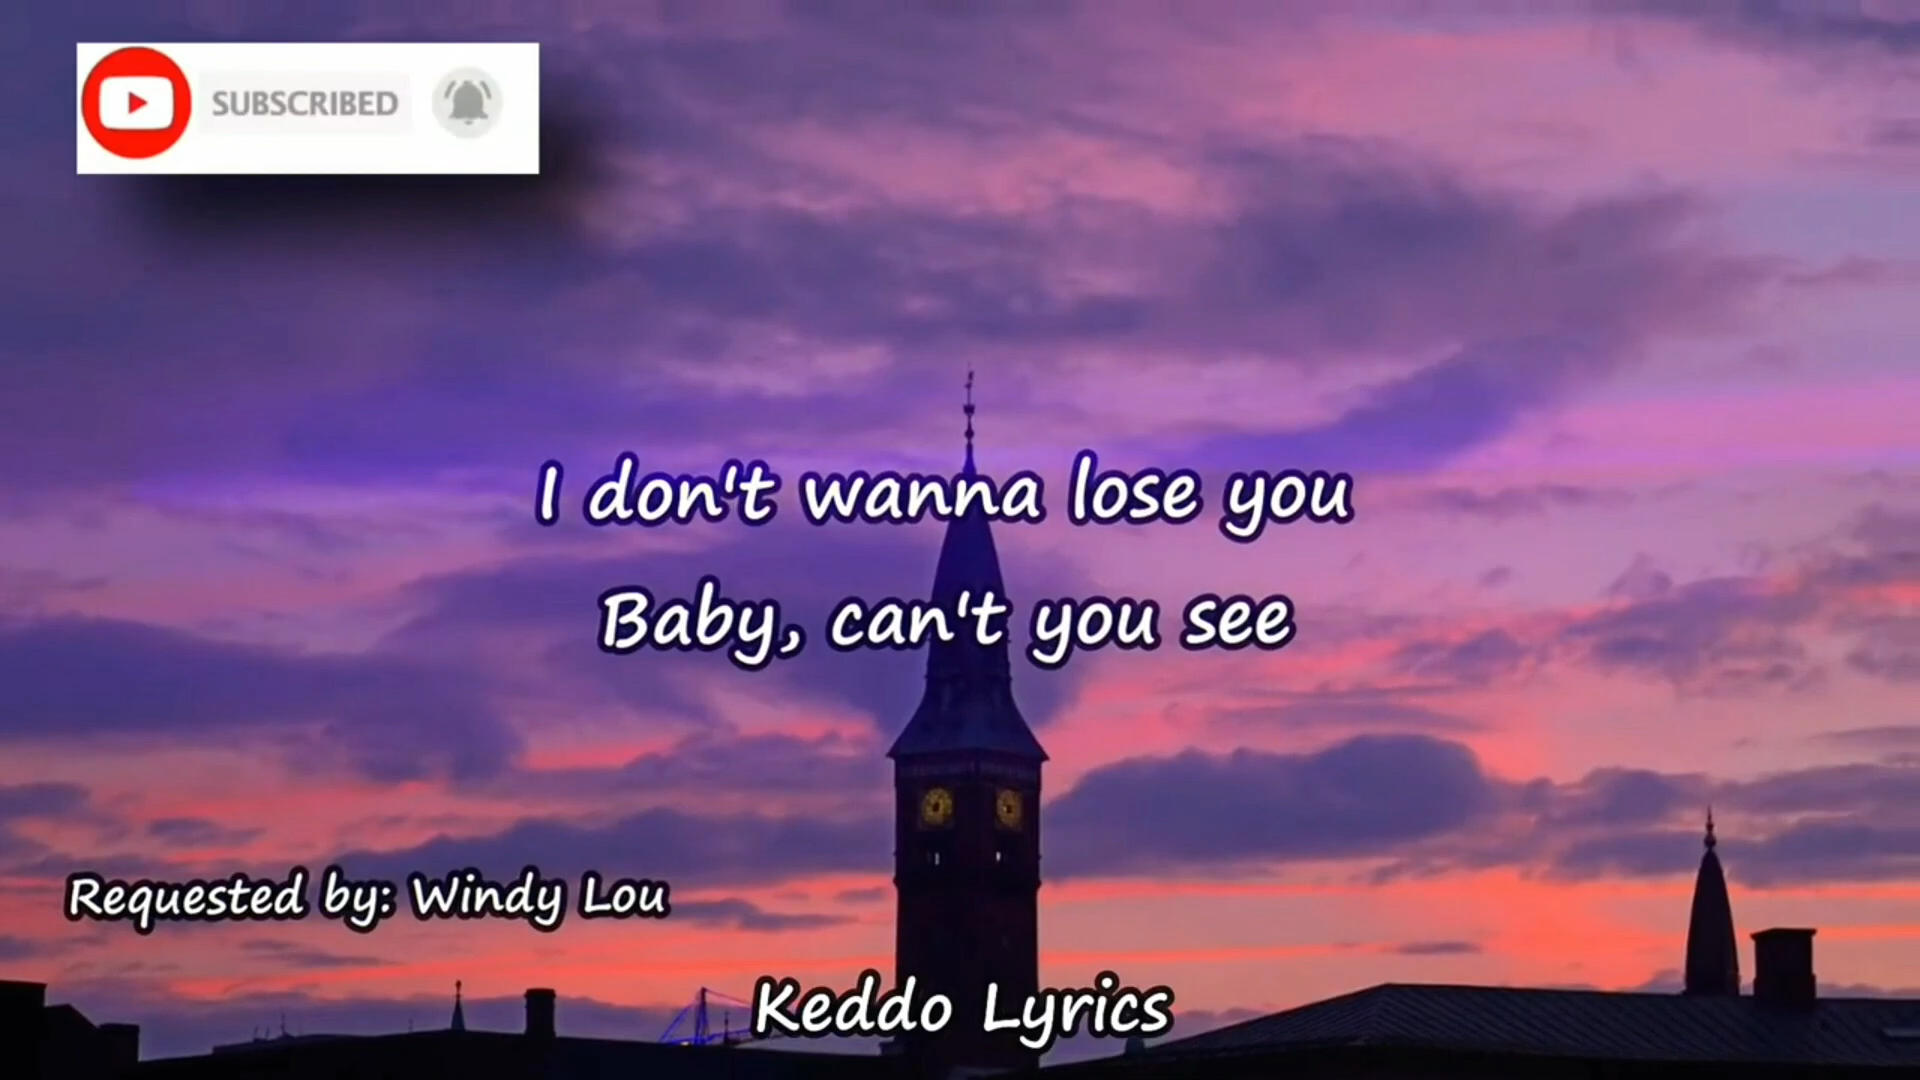 SUBSCRIBED
I don't wanna lose you
Baby, can't you see
Requested by: Windy Lou
Keddo Lyrics